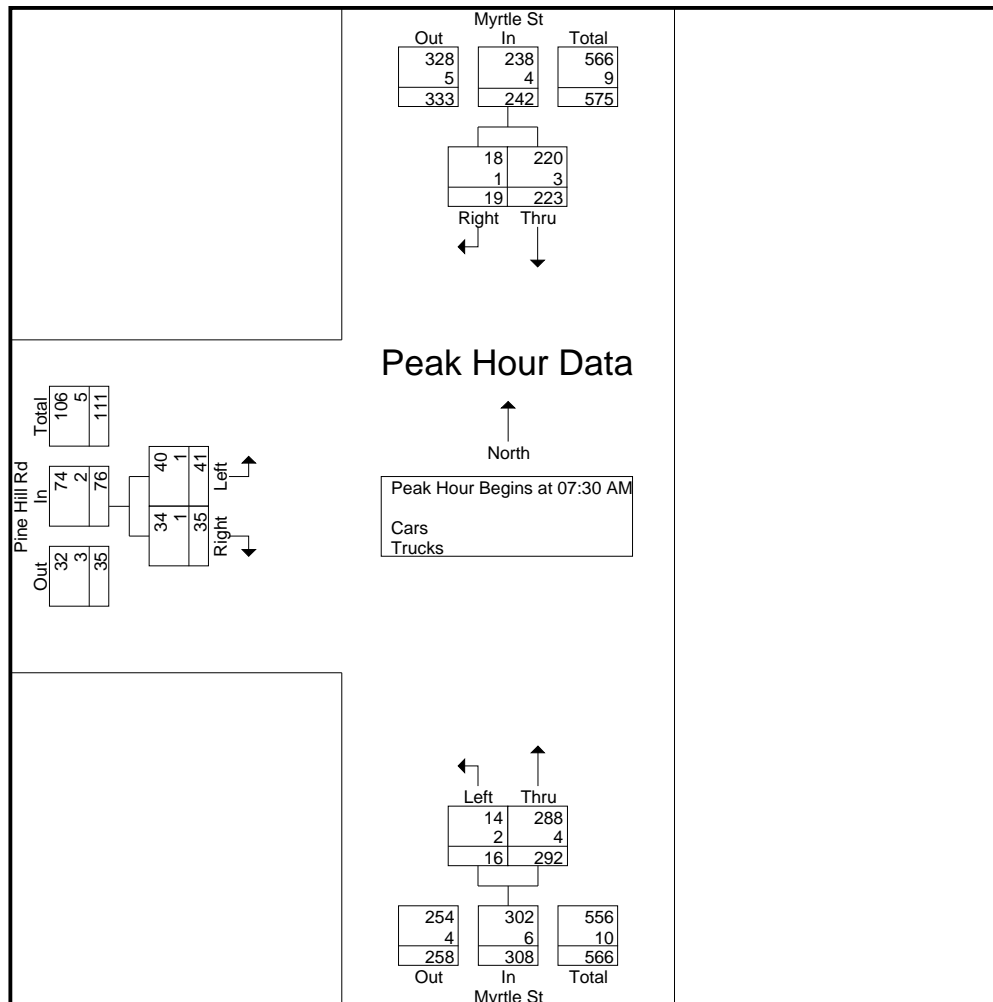 Myrtle St
Out In Total
328 238 566
5 4 9
333 242 575
18 220
1 3
19 223
Right Thru
Peak Hour Data
North
Peak Hour Begins at 07:30 AM
Cars
Trucks
Pine Hill Rd
Total
106
5
111
In
74
2
76
Out
32
3
35
40
1
41
Left
34
1
35
Right
Left Thru
14 288
2 4
16 292
254 302 556
4 6 10
258 308 566
Out In Total
Myrtle St